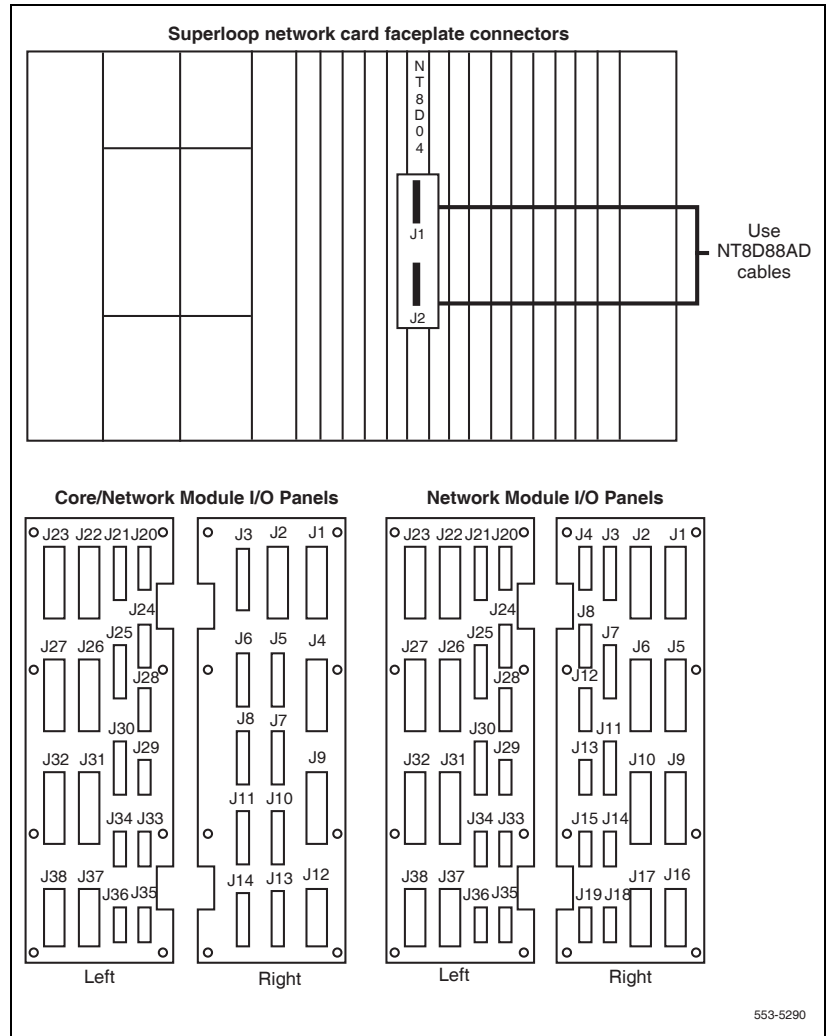 Superloop network card faceplate connectors
N
T
8
D
0
4
J1
J2
Use
NT8D88AD
cables
Core/Network Module I/O Panels
J23 J22 J21 J20
J24
J25
J27 J26
J28
J30
J32 J31 J29
J34 J33
J38 J37
J36 J35
Left
J3 J2 J1
J6 J5 J4
J8 J7
J9
J11 J10
J14 J13 J12
Right
Network Module I/O Panels
J23 J22 J21 J20
J24
J25
J27 J26
J28
J30
J32 J31 J29
J34 J33
J38 J37
J36 J35
Left
J4 J3 J2 J1
J8
J7 J6 J5
J12
J11
J13 J10 J9
J15 J14
J17 J16
J19 J18
Right
553-5290